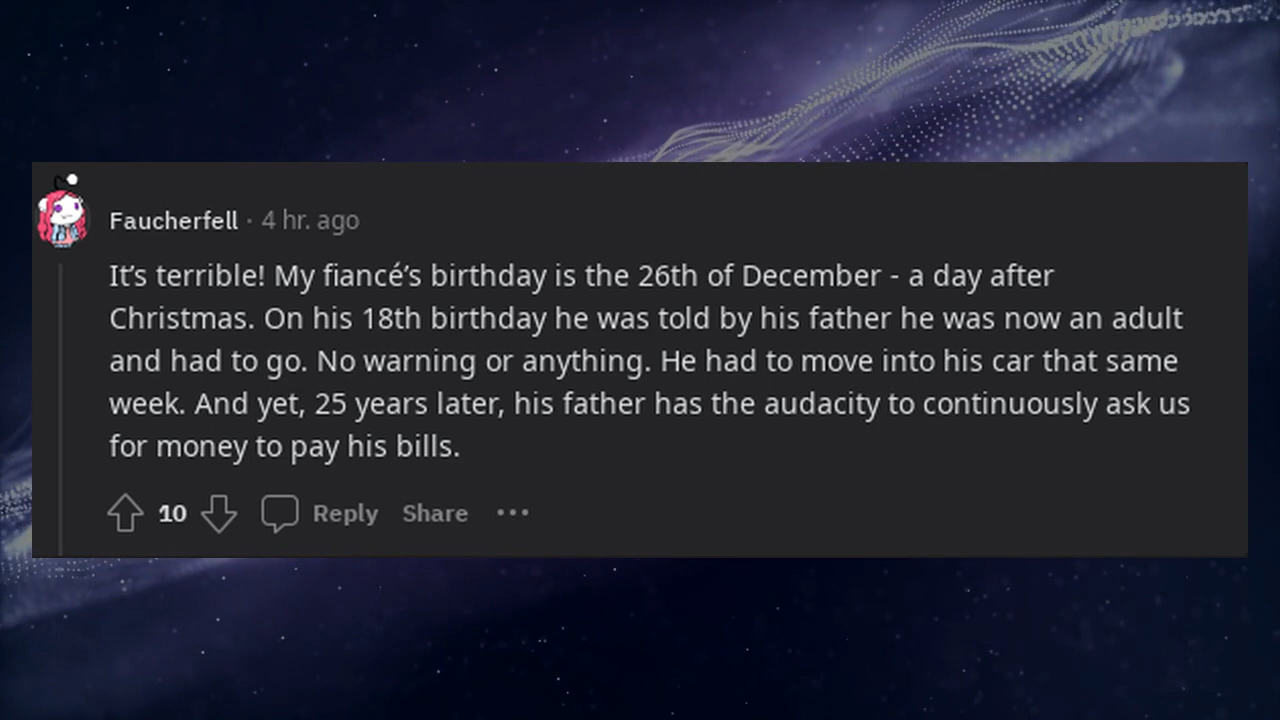 Faucherfell · 4 hr. ago
It’s terrible! My fiancé’s birthday is the 26th of December - a day after
Christmas. On his 18th birthday he was told by his father he was now an adult
and had to go. No warning or anything. He had to move into his car that same
week. And yet, 25 years later, his father has the audacity to continuously ask us
for money to pay his bills.
10 Reply Share •••